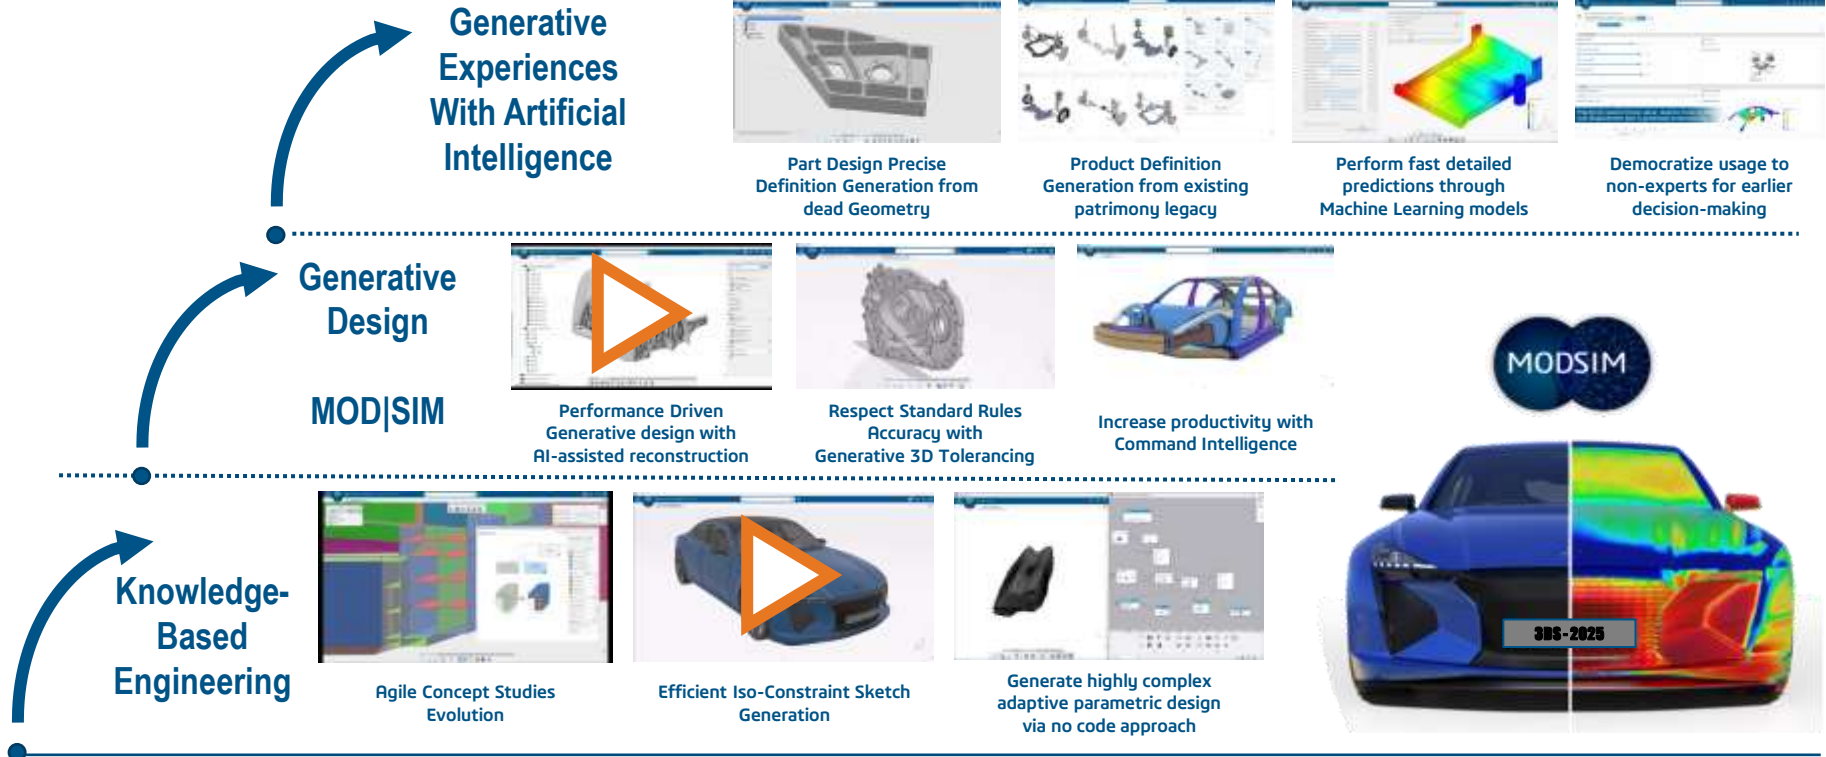 Generative
Experiences
With Artificial
Intelligence
Part Design Precise
Definition Generation from
dead Geometry
Product Definition
Generation from existing
patrimony legacy
Perform fast detailed
predictions through
Machine Learning models
Democratize usage to
non-experts for earlier
decision-making
Generative
Design
MOD|SIM
Performance Driven
Generative design with
AI-assisted reconstruction
Respect Standard Rules
Accuracy with
Generative 3D Tolerancing
Increase productivity with
Command Intelligence
MODSIM
3DS-2025
Knowledge-
Based
Engineering
Agile Concept Studies
Evolution
Efficient Iso-Constraint Sketch
Generation
Generate highly complex
adaptive parametric design
via no code approach